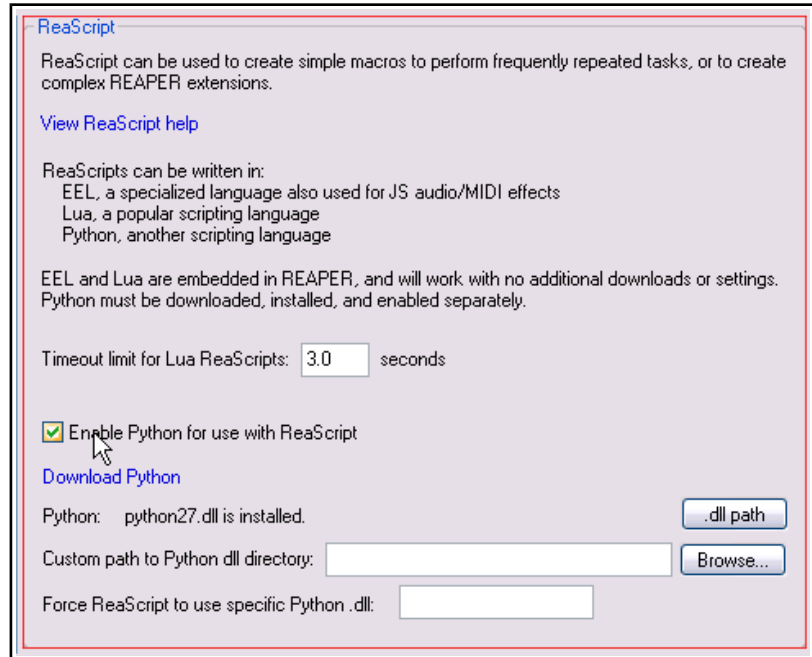 ReaScript
ReaScript can be used to create simple macros to perform frequently repeated tasks, or to create
complex REAPER extensions.
View ReaScript help
ReaScripts can be written in:
EEL, a specialized language also used for JS audio/MIDI effects
Lua, a popular scripting language
Python, another scripting language
EEL and Lua are embedded in REAPER, and will work with no additional downloads or settings.
Python must be downloaded, installed, and enabled separately.
Timeout limit for Lua ReaScripts: 3.0 seconds
Enable Python for use with ReaScript
Download Python
Python: python27.dll is installed. .dll path
Custom path to Python dll directory: Browse...
Force ReaScript to use specific Python .dll: